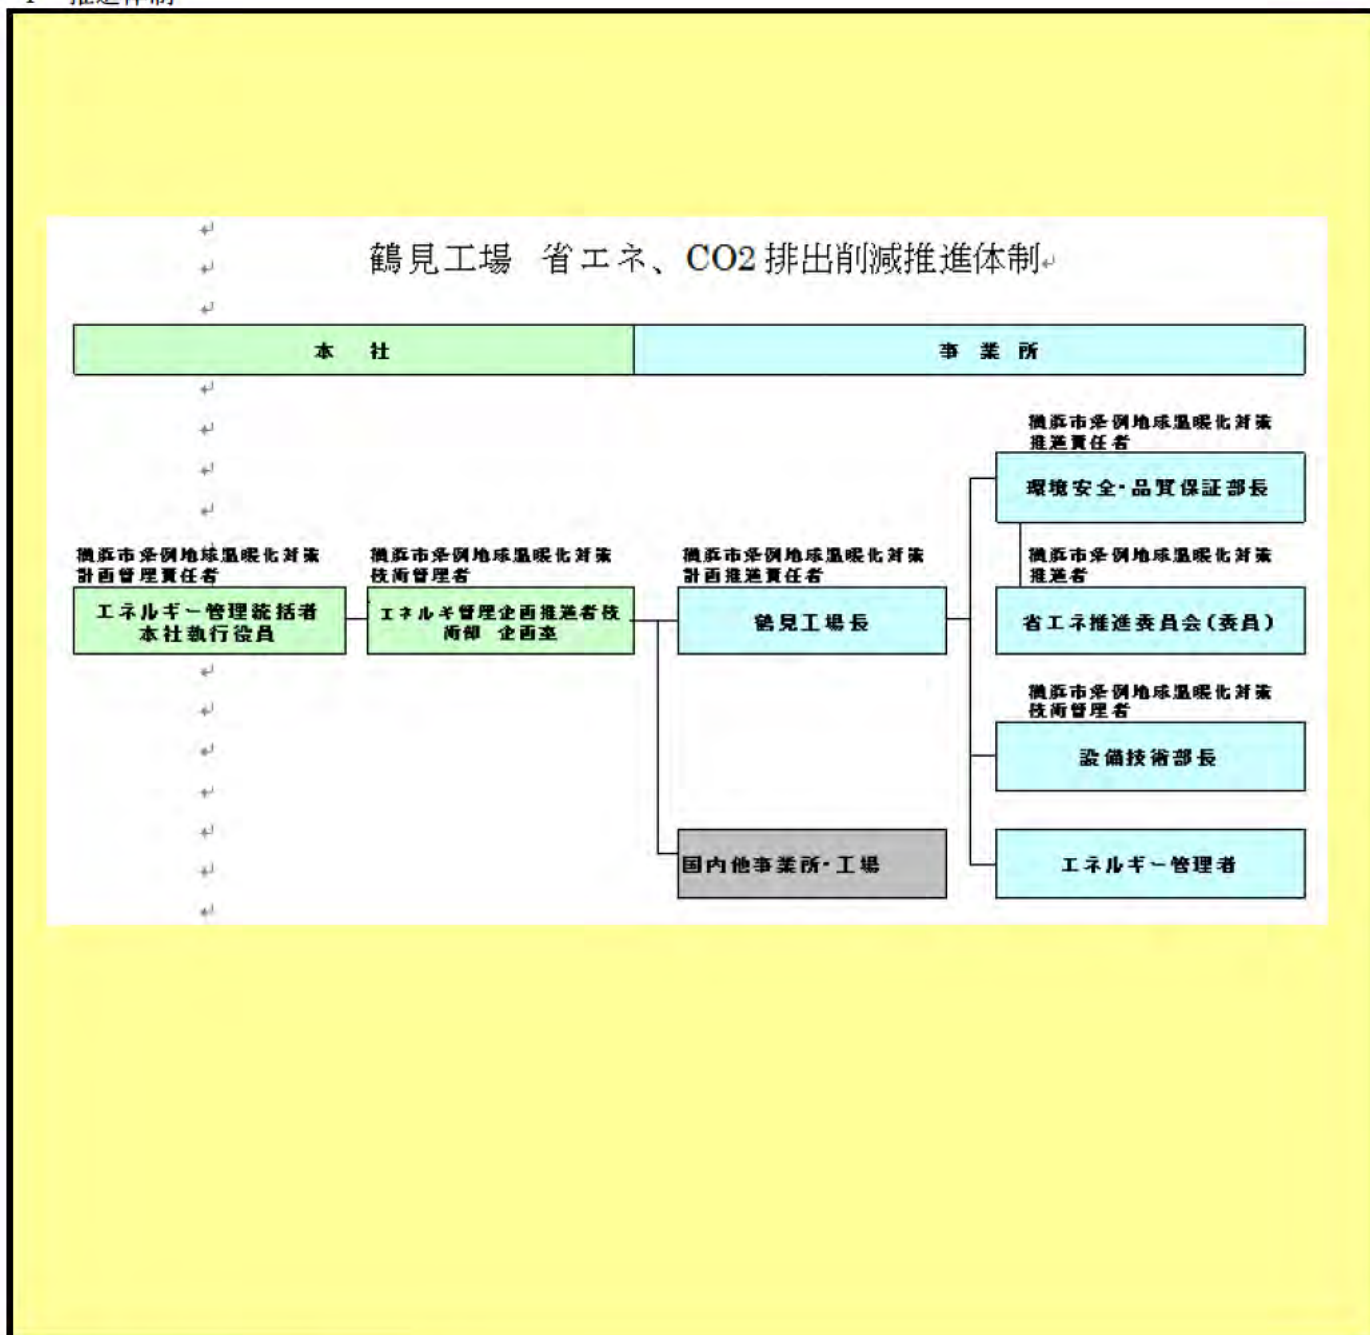 推進体制
鶴見工場 省エネ、CO2 排出削減推進体制
本 社
事 業 所
横浜市条例地球温暖化対策
推進責任者
環境安全・品質保証部長
横浜市条例地球温暖化対策
計画管理責任者
エネルギー管理統括者
本社執行役員
横浜市条例地球温暖化対策
技術管理者
エネルギ管理企画推進者技
術部 企画室
横浜市条例地球温暖化対策
計画推進責任者
鶴見工場長
横浜市条例地球温暖化対策
推進者
省エネ推進委員会(委員)
横浜市条例地球温暖化対策
技術管理者
設備技術部長
国内他事業所・工場
エネルギー管理者